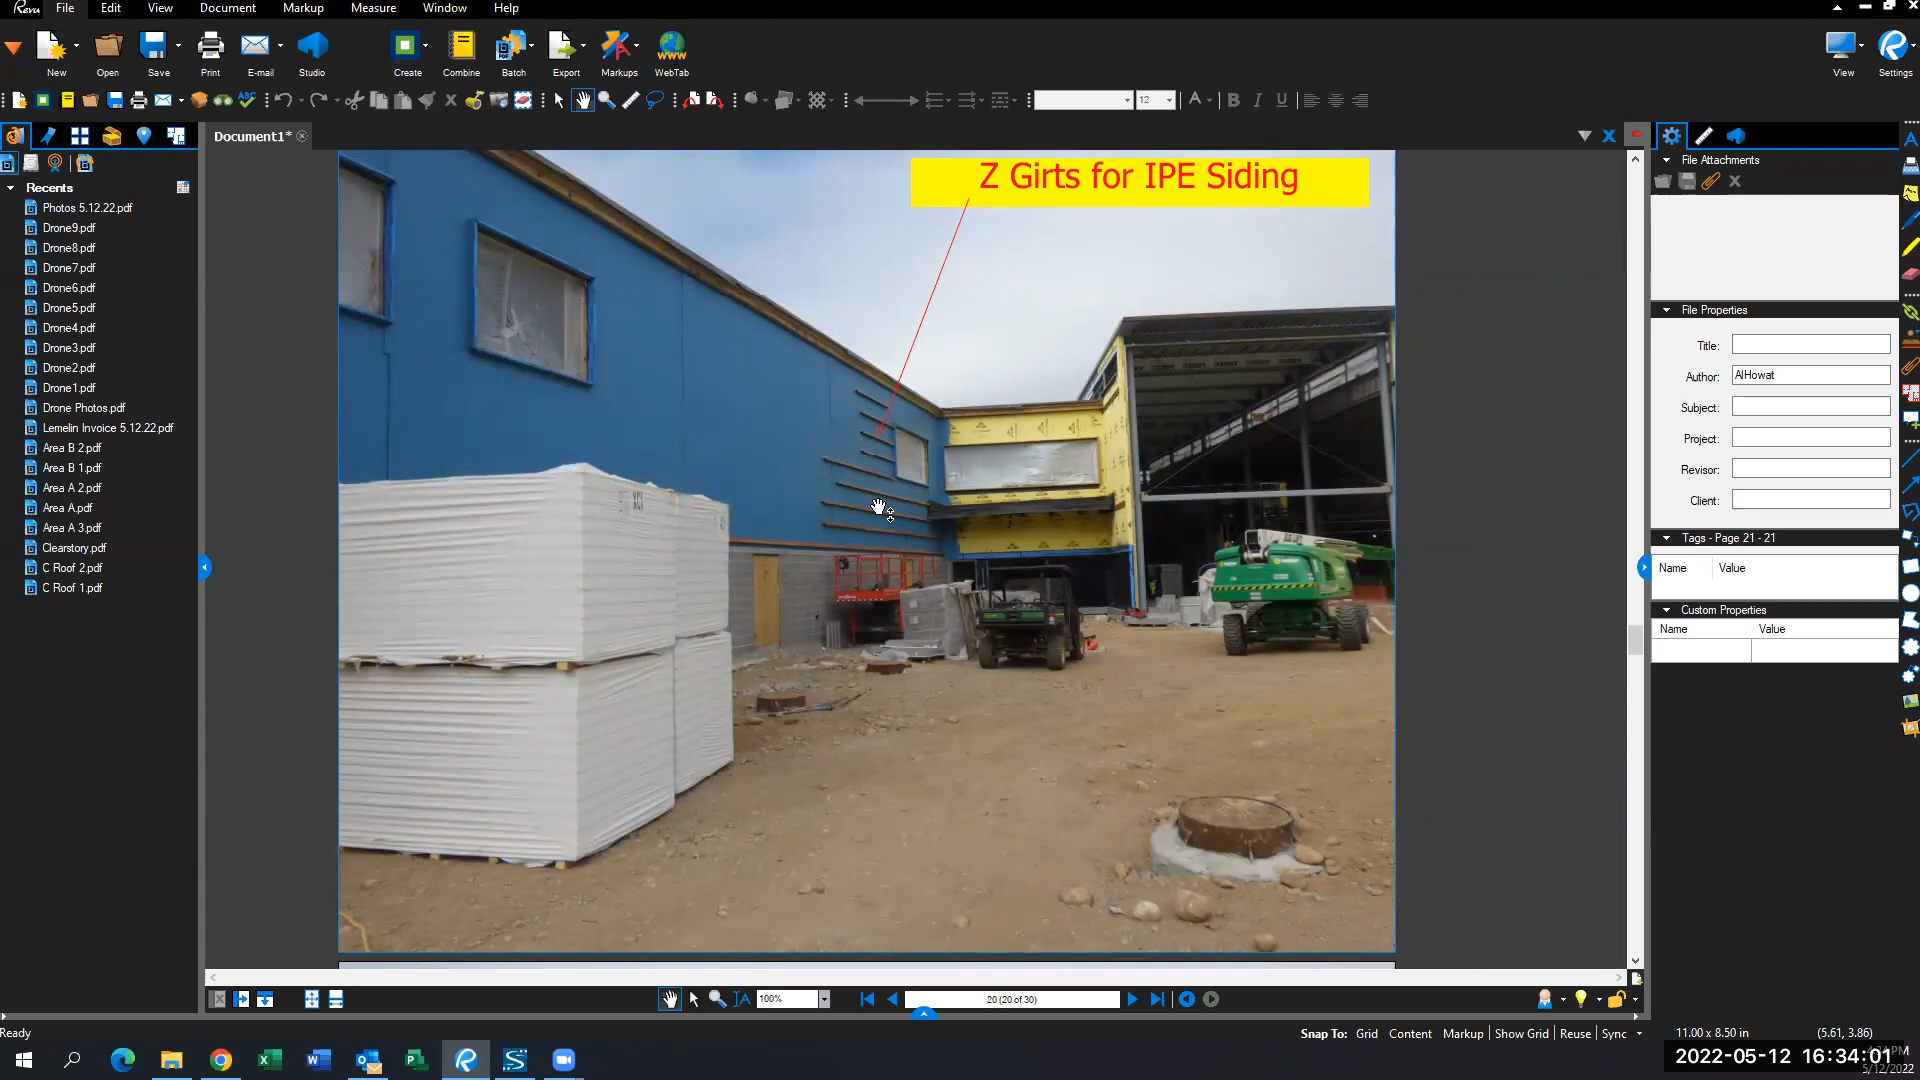 Revu File Edit View Document Markup Measure Window Help
New Open Save Print E-mail Studio Create Combine Batch Export Markups WebTab View Settings
12
Document1*
Recents
Photos 5.12.22.pdf
Drone9.pdf
Drone8.pdf
Drone7.pdf
Drone6.pdf
Drone5.pdf
Drone4.pdf
Drone3.pdf
Drone2.pdf
Drone1.pdf
Drone Photos.pdf
Lemelin Invoice 5.12.22.pdf
Area B 2.pdf
Area B 1.pdf
Area A 2.pdf
Area A.pdf
Area A 3.pdf
Clearstory.pdf
C Roof 2.pdf
C Roof 1.pdf
Z Girts for IPE Siding
XCI
File Attachments
File Properties
Title:
Author: AlHowat
Subject:
Project:
Revisor:
Client:
Tags - Page 21 - 21
Name Value
Custom Properties
Name Value
100%
20 (20 of 30)
Ready
Snap To: Grid Content Markup Show Grid Reuse Sync
11.00 x 8.50 in
(5.61, 3.86)
2022-05-12 16:34:01
5/12/2022